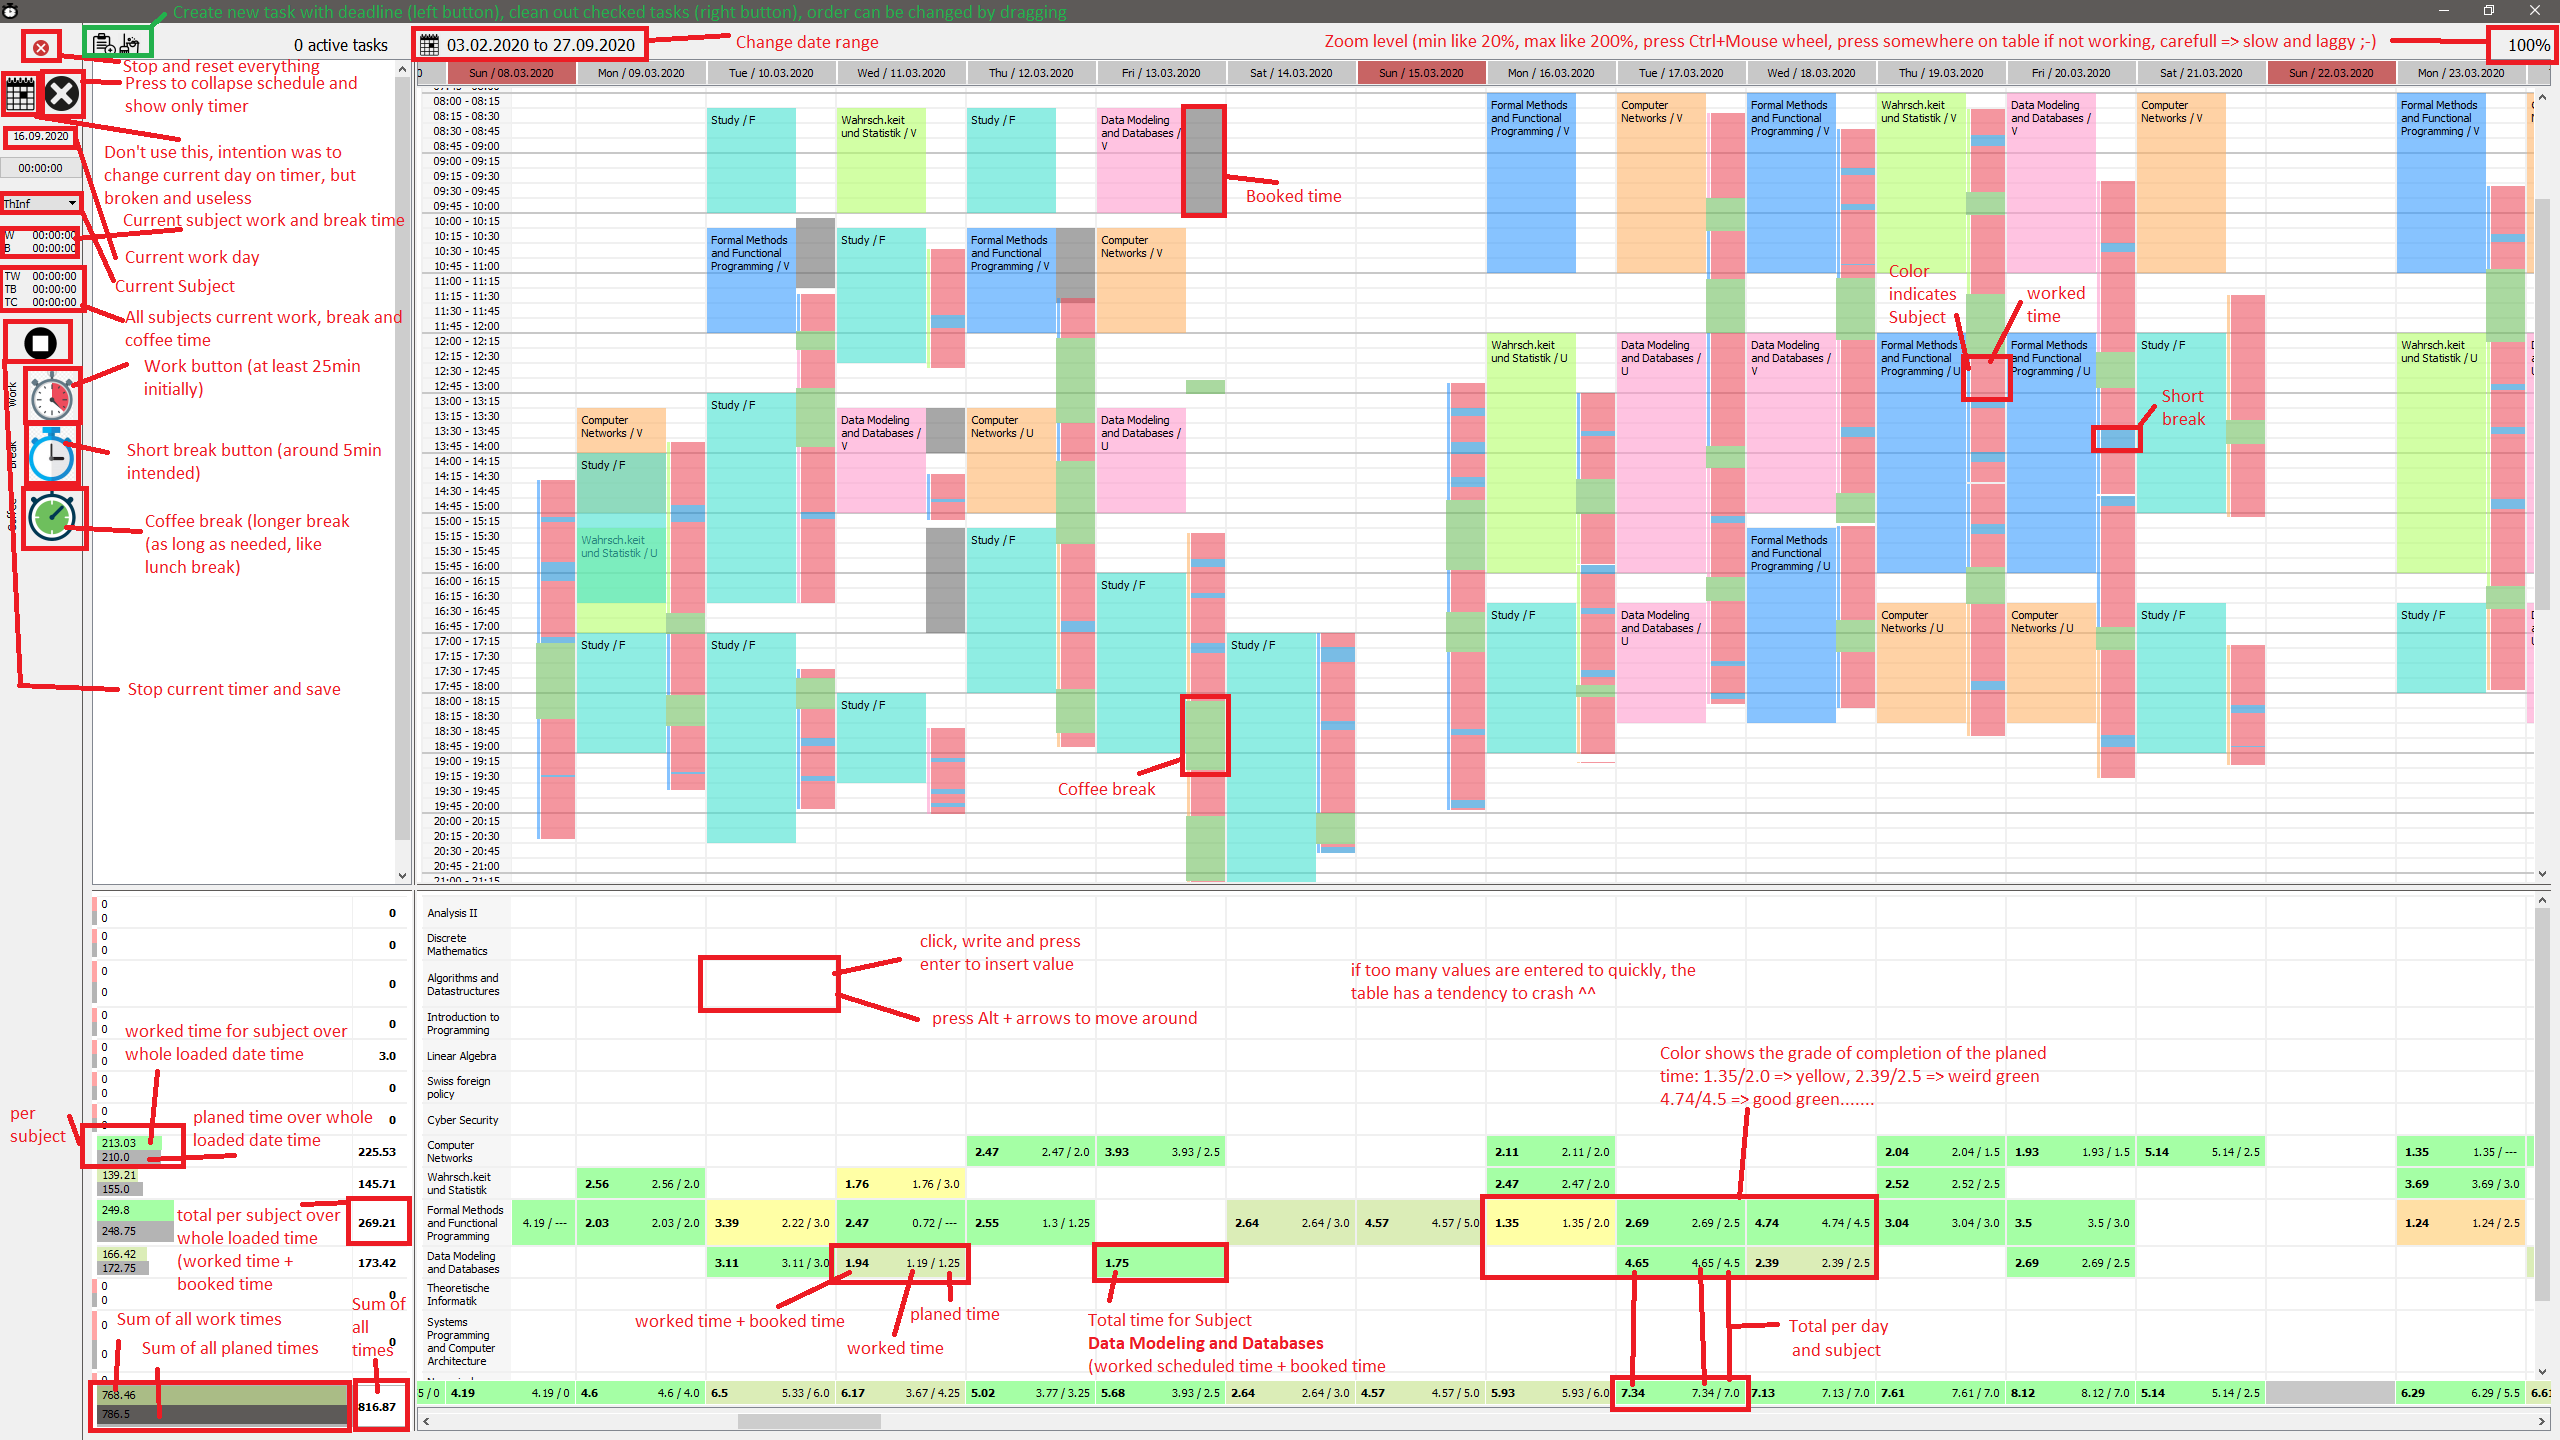 Create new task with deadline (left button), clean out checked tasks (right button), order can be changed by dragging
0 active tasks
03.02.2020 to 27.09.2020
Change date range
Zoom level (min like 20%, max like 200%, press Ctrl+Mouse wheel, press somewhere on table if not working, carefull => slow and laggy ;-)
100%
Stop and reset everything
Press to collapse schedule and
show only timer
16.09.2020
Don't use this, intention was to
change current day on timer, but
broken and useless
00:00:00
ThInf
Current subject work and break time
W 00:00:00
B 00:00:00
Current work day
TW 00:00:00
TB 00:00:00
TC 00:00:00
Current Subject
All subjects current work, break and
coffee time
Work button (at least 25min
initially)
Work
Short break button (around 5min
intended)
Break
Coffee break (longer break
(as long as needed, like
lunch break)
Coffee
Stop current timer and save
0 Sun / 08.03.2020 Mon / 09.03.2020 Tue / 10.03.2020 Wed / 11.03.2020 Thu / 12.03.2020 Fri / 13.03.2020 Sat / 14.03.2020 Sun / 15.03.2020 Mon / 16.03.2020 Tue / 17.03.2020 Wed / 18.03.2020 Thu / 19.03.2020 Fri / 20.03.2020 Sat / 21.03.2020 Sun / 22.03.2020 Mon / 23.03.2020
08:00 - 08:15
08:15 - 08:30
08:30 - 08:45
08:45 - 09:00
09:00 - 09:15
09:15 - 09:30
09:30 - 09:45
09:45 - 10:00
10:00 - 10:15
10:15 - 10:30
10:30 - 10:45
10:45 - 11:00
11:00 - 11:15
11:15 - 11:30
11:30 - 11:45
11:45 - 12:00
12:00 - 12:15
12:15 - 12:30
12:30 - 12:45
12:45 - 13:00
13:00 - 13:15
13:15 - 13:30
13:30 - 13:45
13:45 - 14:00
14:00 - 14:15
14:15 - 14:30
14:30 - 14:45
14:45 - 15:00
15:00 - 15:15
15:15 - 15:30
15:30 - 15:45
15:45 - 16:00
16:00 - 16:15
16:15 - 16:30
16:30 - 16:45
16:45 - 17:00
17:00 - 17:15
17:15 - 17:30
17:30 - 17:45
17:45 - 18:00
18:00 - 18:15
18:15 - 18:30
18:30 - 18:45
18:45 - 19:00
19:00 - 19:15
19:15 - 19:30
19:30 - 19:45
19:45 - 20:00
20:00 - 20:15
20:15 - 20:30
20:30 - 20:45
20:45 - 21:00
21:00 - 21:15
Computer
Networks / V
Study / F
Wahrsch.keit
und Statistik / U
Study / F
Study / F
Formal Methods
and Functional
Programming / V
Study / F
Study / F
Wahrsch.keit
und Statistik / V
Study / F
Data Modeling
and Databases /
V
Study / F
Study / F
Formal Methods
and Functional
Programming / V
Computer
Networks / U
Study / F
Data Modeling
and Databases /
V
Computer
Networks / V
Data Modeling
and Databases /
U
Study / F
Booked time
Coffee break
Study / F
Formal Methods
and Functional
Programming / V
Wahrsch.keit
und Statistik / U
Study / F
Computer
Networks / V
Data Modeling
and Databases /
U
Data Modeling
and Databases /
U
Formal Methods
and Functional
Programming / V
Data Modeling
and Databases /
V
Formal Methods
and Functional
Programming / U
Wahrsch.keit
und Statistik / V
Color
indicates
Subject
worked
time
Formal Methods
and Functional
Programming / U
Computer
Networks / U
Data Modeling
and Databases /
V
Formal Methods
and Functional
Programming / U
Computer
Networks / U
Computer
Networks / V
Study / F
Short
break
Study / F
Formal Methods
and Functional
Programming / V
Wahrsch.keit
und Statistik / U
Study / F
0
0
0
Analysis II
0
0
0
Discrete
Mathematics
0
0
0
Algorithms and
Datastructures
0
0
0
Introduction to
Programming
0
0
3.0
Linear Algebra
0
0
0
Swiss foreign
policy
0
0
Cyber Security
click, write and press
enter to insert value
press Alt + arrows to move around
if too many values are entered to quickly, the
table has a tendency to crash ^^
worked time for subject over
whole loaded date time
Color shows the grade of completion of the planed
time: 1.35/2.0 => yellow, 2.39/2.5 => weird green
4.74/4.5 => good green.......
per
subject
planed time over whole
loaded date time
213.03
210.0
225.53
Computer
Networks
2.47 2.47 / 2.0 3.93 3.93 / 2.5 2.11 2.11 / 2.0 2.04 2.04 / 1.5 1.93 1.93 / 1.5 5.14 5.14 / 2.5 1.35 1.35 / ---
139.21
155.0
145.71
Wahrsch.keit
und Statistik
2.56 2.56 / 2.0 1.76 1.76 / 3.0 2.47 2.47 / 2.0 2.52 2.52 / 2.5 3.69 3.69 / 3.0
249.8
248.75
269.21
Formal Methods
and Functional
Programming
4.19 / --- 2.03 2.03 / 2.0 3.39 2.22 / 3.0 2.47 0.72 / --- 2.55 1.3 / 1.25 2.64 2.64 / 3.0 4.57 4.57 / 5.0 1.35 1.35 / 2.0 2.69 2.69 / 2.5 4.74 4.74 / 4.5 3.04 3.04 / 3.0 3.5 3.5 / 3.0 1.24 1.24 / 2.5
total per subject over
whole loaded time
(worked time +
booked time
166.42
172.75
173.42
Data Modeling
and Databases
3.11 3.11 / 3.0 1.94 1.19 / 1.25 1.75 4.65 4.65 / 4.5 2.39 2.39 / 2.5 2.69 2.69 / 2.5
0
0
0
Theoretische
Informatik
worked time + booked time
worked time
planed time
Total time for Subject
Data Modeling and Databases
(worked scheduled time + booked time
Total per day
and subject
0
0
0
Systems
Programming
and Computer
Architecture
Sum of all work times
Sum of all planed times
Sum of
all
times
768.46
786.5
816.87
5 / 0 4.19 4.19 / 0 4.6 4.6 / 4.0 6.5 5.33 / 6.0 6.17 3.67 / 4.25 5.02 3.77 / 3.25 5.68 3.93 / 2.5 2.64 2.64 / 3.0 4.57 4.57 / 5.0 5.93 5.93 / 6.0 7.34 7.34 / 7.0 7.13 7.13 / 7.0 7.61 7.61 / 7.0 8.12 8.12 / 7.0 5.14 5.14 / 2.5 6.29 6.29 / 5.5 6.61